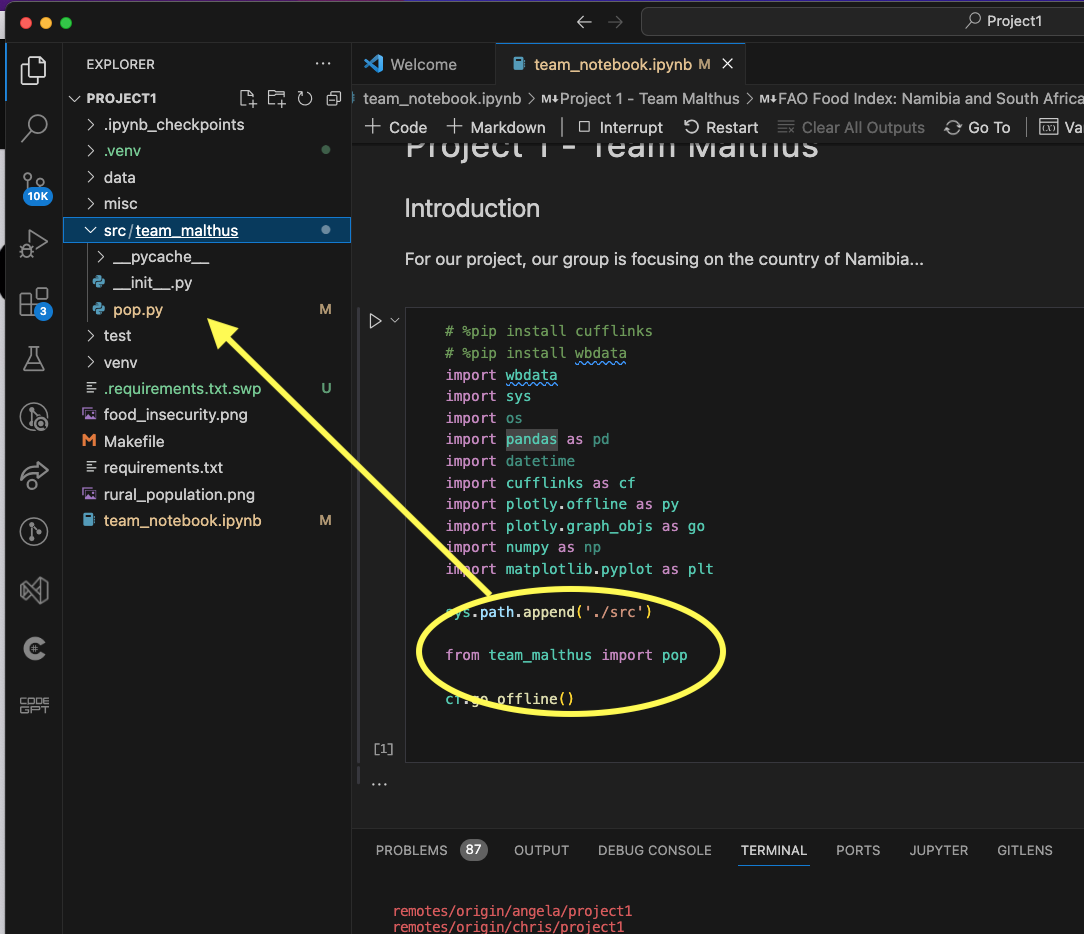 Project1
EXPLORER
Welcome
team_notebook.ipynb M
PROJECT1
team_notebook.ipynb > M↓Project 1 - Team Malthus > M↓FAO Food Index: Namibia and South Africa
Code Markdown Interrupt Restart Clear All Outputs Go To Va
.ipynb_checkpoints
.venv
data
misc
10K
src/team_malthus
__pycache__
__init__.py
pop.py M
3
test
venv
.requirements.txt.swp U
food_insecurity.png
Makefile
requirements.txt
rural_population.png
team_notebook.ipynb M
CODE
GPT
Project 1 - Team Malthus
Introduction
For our project, our group is focusing on the country of Namibia...
# %pip install cufflinks
# %pip install wbdata
import wbdata
import sys
import os
import pandas as pd
import datetime
import cufflinks as cf
import plotly.offline as py
import plotly.graph_objs as go
import numpy as np
import matplotlib.pyplot as plt
sys.path.append('./src')
from team_malthus import pop
cf.go_offline()
[1]
...
PROBLEMS 87 OUTPUT DEBUG CONSOLE TERMINAL PORTS JUPYTER GITLENS
remotes/origin/angela/project1
remotes/origin/chris/project1